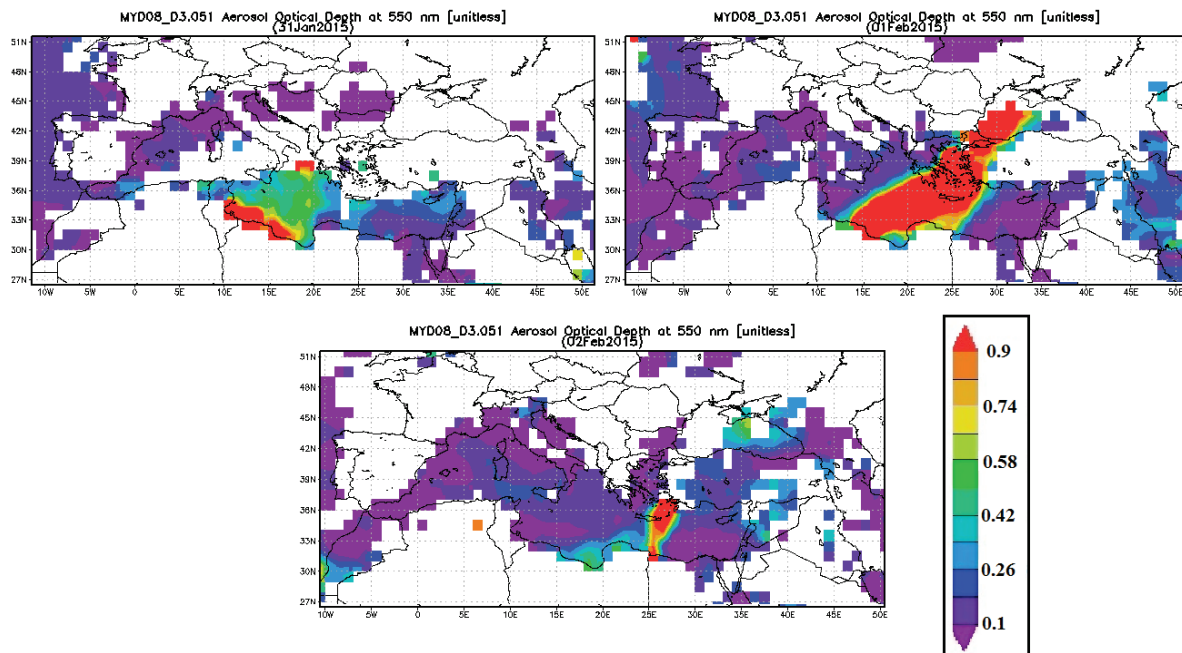 MYD08_D3.051 Aerosol Optical Depth at 550 nm [unitless]
(31Jan2015)
51N
48N
45N
42N
39N
36N
33N
30N
27N
10W 5W 0 5E 10E 15E 20E 25E 30E 35E 40E 45E 50E
MYD08_D3.051 Aerosol Optical Depth at 550 nm [unitless]
(01Feb2015)
51N
48N
45N
42N
39N
36N
33N
30N
27N
10W 5W 0 5E 10E 15E 20E 25E 30E 35E 40E 45E 50E
MYD08_D3.051 Aerosol Optical Depth at 550 nm [unitless]
(02Feb2015)
51N
48N
45N
42N
39N
36N
33N
30N
27N
10W 5W 0 5E 10E 15E 20E 25E 30E 35E 40E 45E 50E
0.9
0.74
0.58
0.42
0.26
0.1